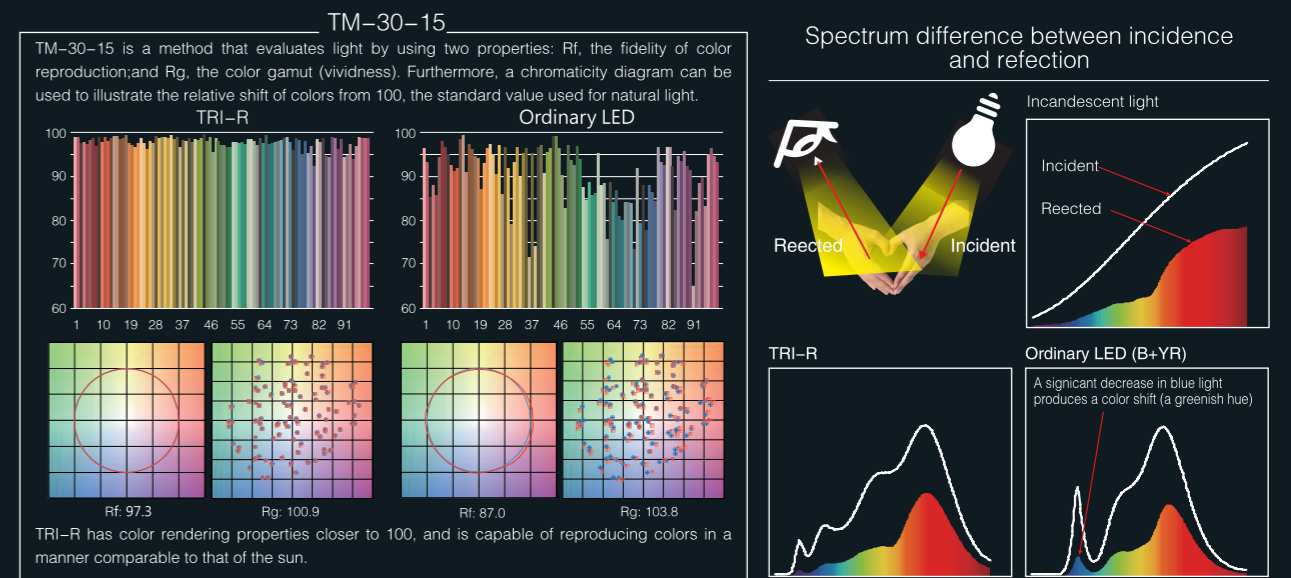 TM–30–15
TM–30–15 is a method that evaluates light by using two properties: Rf, the fidelity of color
reproduction;and Rg, the color gamut (vividness). Furthermore, a chromaticity diagram can be
used to illustrate the relative shift of colors from 100, the standard value used for natural light.
TRI–R
100
90
80
70
60
1 10 19 28 37 46 55 64 73 82 91
Ordinary LED
100
90
80
70
60
1 10 19 28 37 46 55 64 73 82 91
Rf: 97.3
Rg: 100.9
Rf: 87.0
Rg: 103.8
TRI–R has color rendering properties closer to 100, and is capable of reproducing colors in a
manner comparable to that of the sun.
Spectrum difference between incidence
and refection
Reected
Incident
Incandescent light
Incident
Reected
TRI–R
Ordinary LED (B+YR)
A signicant decrease in blue light
produces a color shift (a greenish hue)